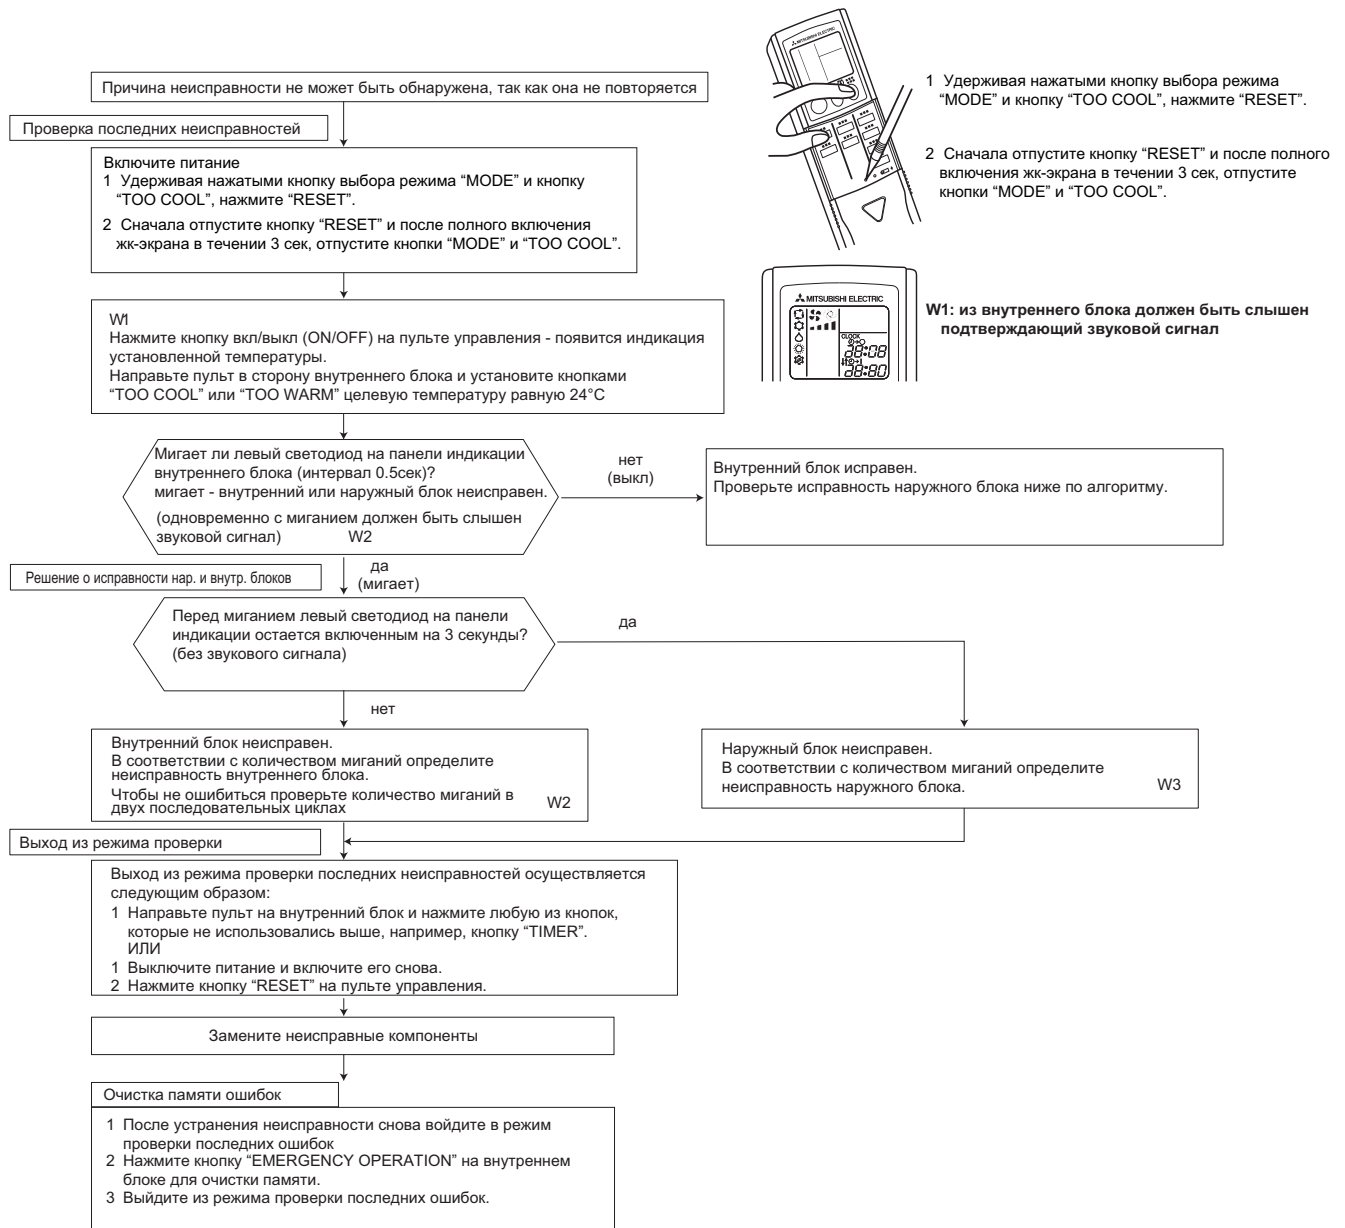 Причина неисправности не может быть обнаружена, так как она не повторяется
Проверка последних неисправностей
Включите питание
1 Удерживая нажатыми кнопку выбора режима “MODE” и кнопку
“TOO COOL”, нажмите “RESET”.
2 Сначала отпустите кнопку “RESET” и после полного включения
жк-экрана в течении 3 сек, отпустите кнопки “MODE” и “TOO COOL”.
MITSUBISHI ELECTRIC
1 Удерживая нажатыми кнопку выбора режима
“MODE” и кнопку “TOO COOL”, нажмите “RESET”.
2 Сначала отпустите кнопку “RESET” и после полного
включения жк-экрана в течении 3 сек, отпустите
кнопки “MODE” и “TOO COOL”.
MITSUBISHI ELECTRIC
CLOCK
88:08
88:80
W1: из внутреннего блока должен быть слышен
подтверждающий звуковой сигнал
W1
Нажмите кнопку вкл/выкл (ON/OFF) на пульте управления - появится индикация
установленной температуры.
Направьте пульт в сторону внутреннего блока и установите кнопками
“TOO COOL” или “TOO WARM” целевую температуру равную 24°C
Мигает ли левый светодиод на панели индикации
внутреннего блока (интервал 0.5сек)?
мигает - внутренний или наружный блок неисправен.
(одновременно с миганием должен быть слышен
звуковой сигнал) W2
нет
(выкл)
Внутренний блок исправен.
Проверьте исправность наружного блока ниже по алгоритму.
да
(мигает)
Решение о исправности нар. и внутр. блоков
Перед миганием левый светодиод на панели
индикации остается включенным на 3 секунды?
(без звукового сигнала)
да
нет
Внутренний блок неисправен.
В соответствии с количеством миганий определите
неисправность внутреннего блока.
Чтобы не ошибиться проверьте количество миганий в
двух последовательных циклах W2
Наружный блок неисправен.
В соответствии с количеством миганий определите
неисправность наружного блока. W3
Выход из режима проверки
Выход из режима проверки последних неисправностей осуществляется
следующим образом:
1 Направьте пульт на внутренний блок и нажмите любую из кнопок,
которые не использовались выше, например, кнопку “TIMER”.
ИЛИ
1 Выключите питание и включите его снова.
2 Нажмите кнопку “RESET” на пульте управления.
Замените неисправные компоненты
Очистка памяти ошибок
1 После устранения неисправности снова войдите в режим
проверки последних ошибок
2 Нажмите кнопку “EMERGENCY OPERATION” на внутреннем
блоке для очистки памяти.
3 Выйдите из режима проверки последних ошибок.